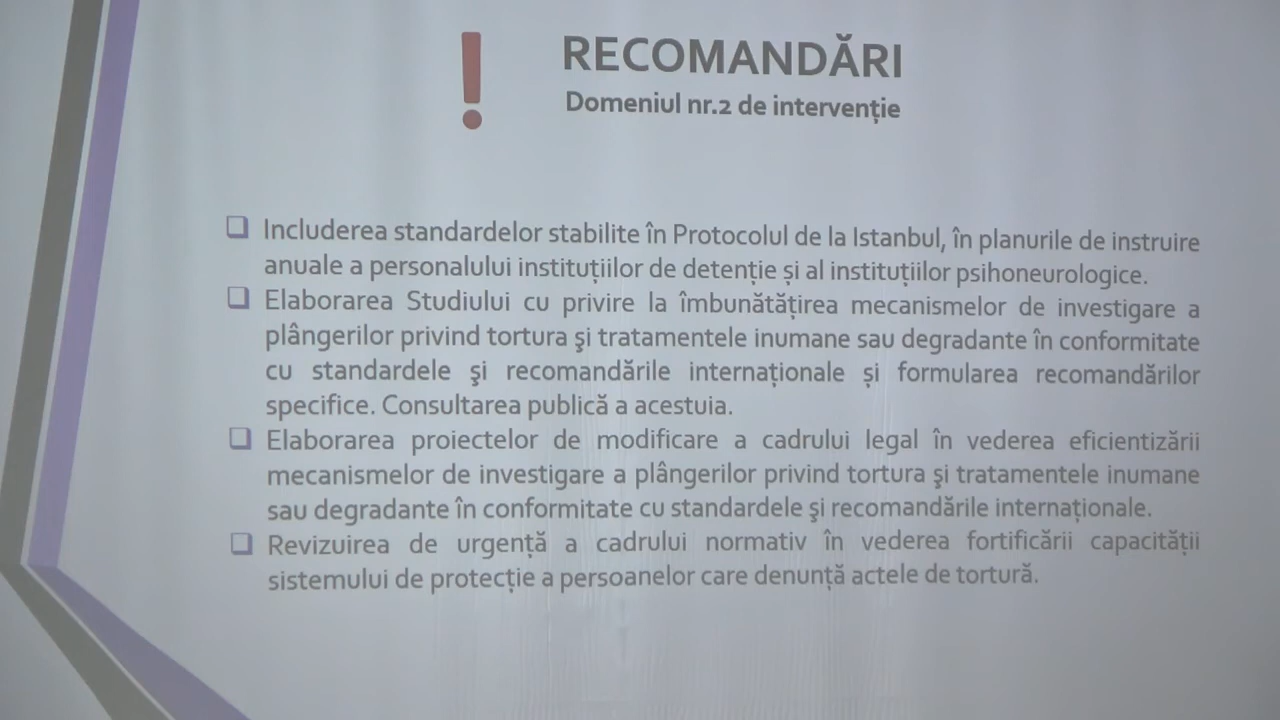 RECOMANDĂRI
Domeniul nr.2 de intervenție
Includerea standardelor stabilite în Protocolul de la Istanbul, în planurile de instruire
anuale a personalului instituțiilor de detenție și al instituțiilor psihoneurologice.
Elaborarea Studiului cu privire la îmbunătățirea mecanismelor de investigare a
plângerilor privind tortura şi tratamentele inumane sau degradante în conformitate
cu standardele şi recomandările internaționale și formularea recomandărilor
specifice. Consultarea publică a acestuia.
Elaborarea proiectelor de modificare a cadrului legal în vederea eficientizării
mecanismelor de investigare a plângerilor privind tortura şi tratamentele inumane
sau degradante în conformitate cu standardele şi recomandările internaționale.
Revizuirea de urgență a cadrului normativ în vederea fortificării capacității
sistemului de protecție a persoanelor care denunță actele de tortură.